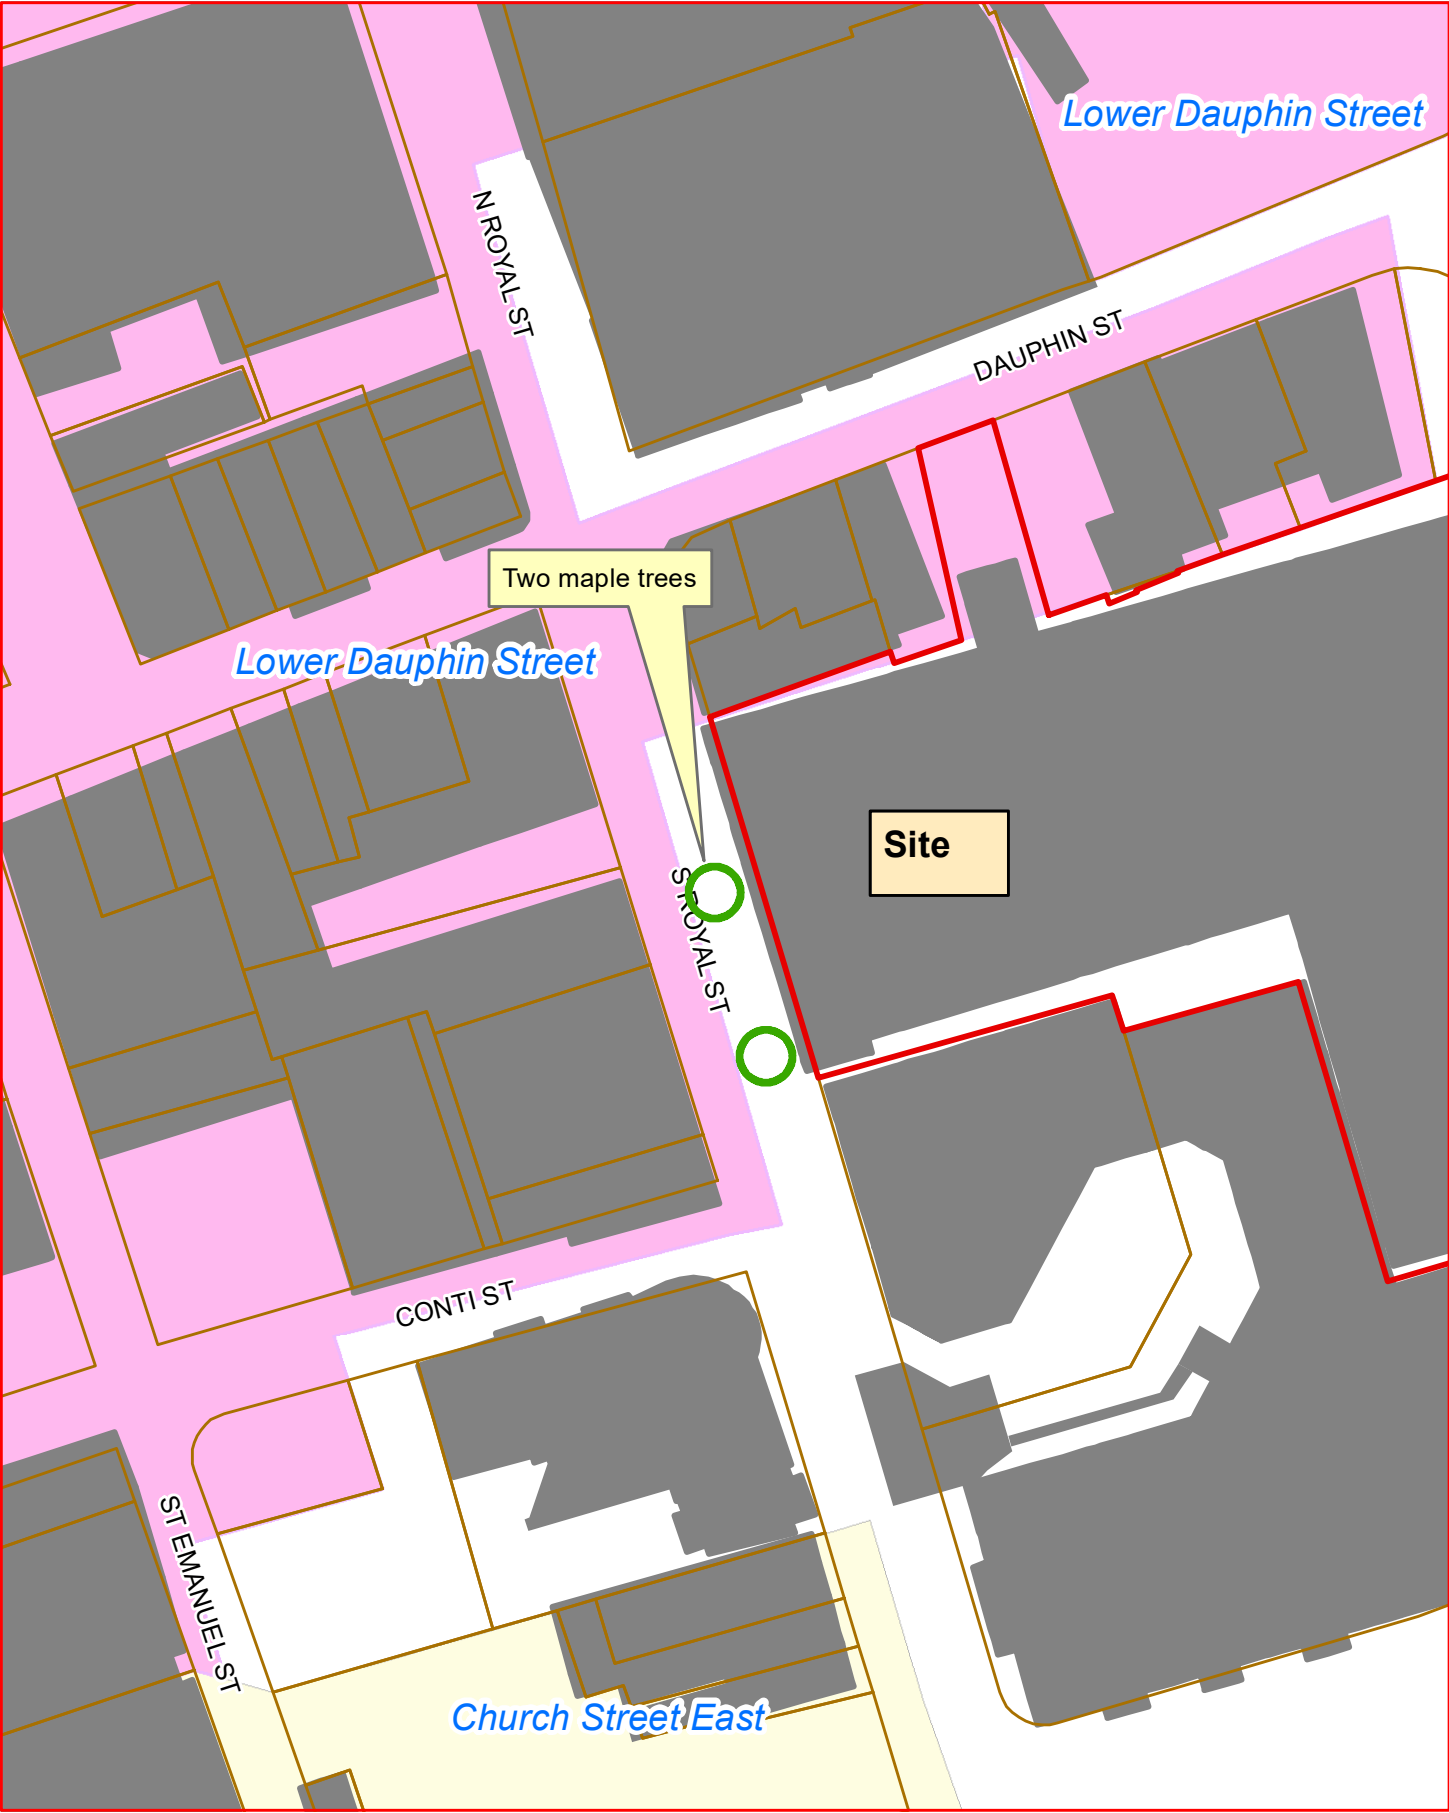 Lower Dauphin Street
N ROYAL ST
DAUPHIN ST
Two maple trees
Lower Dauphin Street
Site
S ROYAL ST
CONTI ST
ST EMANUEL ST
Church Street East